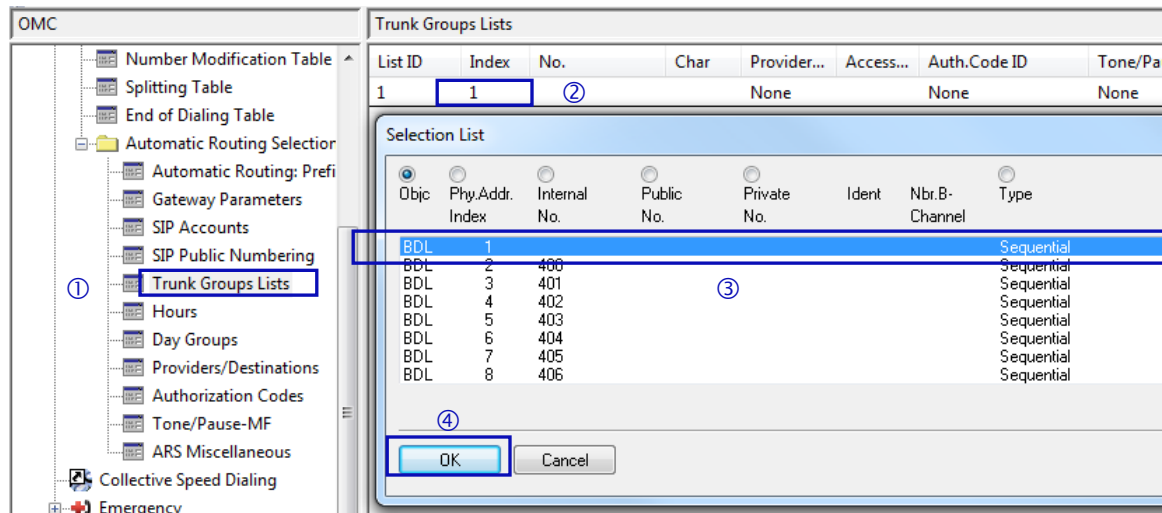 OMC
Number Modification Table
Splitting Table
End of Dialing Table
Automatic Routing Selection
Automatic Routing: Prefi
Gateway Parameters
SIP Accounts
SIP Public Numbering
① Trunk Groups Lists
Hours
Day Groups
Providers/Destinations
Authorization Codes
Tone/Pause-MF
ARS Miscellaneous
Collective Speed Dialing
Emergency
Trunk Groups Lists
List ID Index No. Char Provider... Access... Auth.Code ID Tone/Pa
1 1 ② None None None
Selection List
Objc Phy.Addr. Internal Public Private Ident Nbr.B- Type
Index No. No. No. Channel
BDL 1 Sequential
BDL 2 400 Sequential
BDL 3 401 ③ Sequential
BDL 4 402 Sequential
BDL 5 403 Sequential
BDL 6 404 Sequential
BDL 7 405 Sequential
BDL 8 406 Sequential
④
OK Cancel